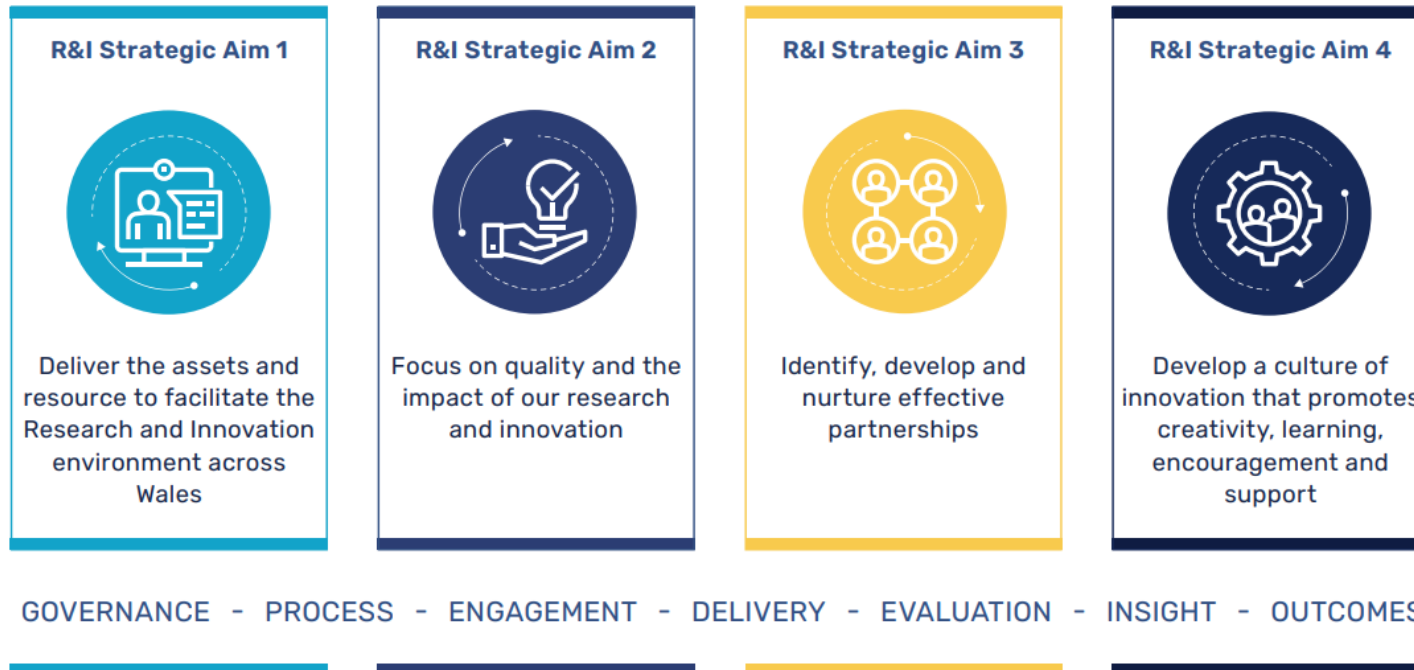 R&I Strategic Aim 1
Deliver the assets and
resource to facilitate the
Research and Innovation
environment across
Wales
R&I Strategic Aim 2
Focus on quality and the
impact of our research
and innovation
R&I Strategic Aim 3
Identify, develop and
nurture effective
partnerships
R&I Strategic Aim 4
Develop a culture of
innovation that promotes
creativity, learning,
encouragement and
support
GOVERNANCE - PROCESS - ENGAGEMENT - DELIVERY - EVALUATION - INSIGHT - OUTCOMES